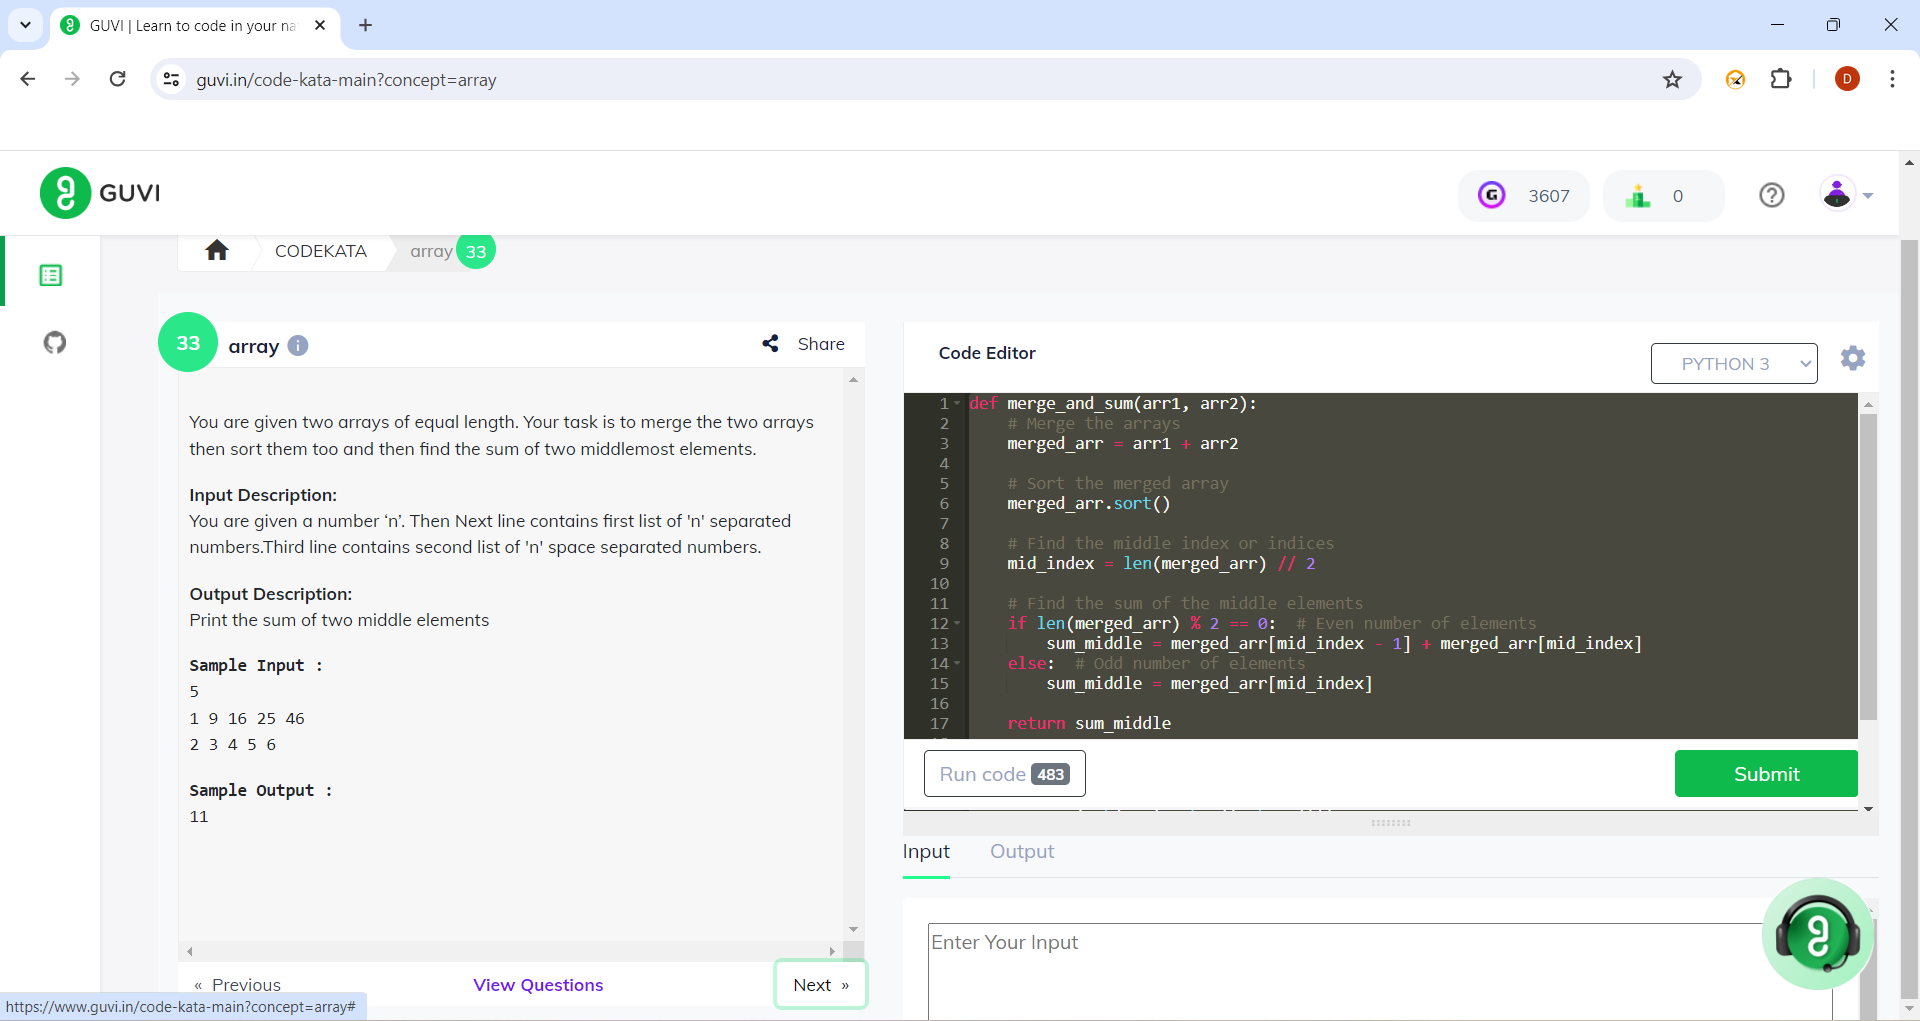 GUVI | Learn to code in your na
guvi.in/code-kata-main?concept=array
D
GUVI
G 3607
0
CODEKATA
array 33
33 array
Share
You are given two arrays of equal length. Your task is to merge the two arrays
then sort them too and then find the sum of two middlemost elements.
Input Description:
You are given a number ‘n’. Then Next line contains first list of 'n' separated
numbers.Third line contains second list of 'n' space separated numbers.
Output Description:
Print the sum of two middle elements
Sample Input :
5
1 9 16 25 46
2 3 4 5 6
Sample Output :
11
« Previous
View Questions
Next »
https://www.guvi.in/code-kata-main?concept=array#
Code Editor
PYTHON 3
1 def merge_and_sum(arr1, arr2):
2 # Merge the arrays
3 merged_arr = arr1 + arr2
4
5 # Sort the merged array
6 merged_arr.sort()
7
8 # Find the middle index or indices
9 mid_index = len(merged_arr) // 2
10
11 # Find the sum of the middle elements
12 if len(merged_arr) % 2 == 0: # Even number of elements
13 sum_middle = merged_arr[mid_index - 1] + merged_arr[mid_index]
14 else: # Odd number of elements
15 sum_middle = merged_arr[mid_index]
16
17 return sum_middle
Run code 483
Submit
Input
Output
Enter Your Input